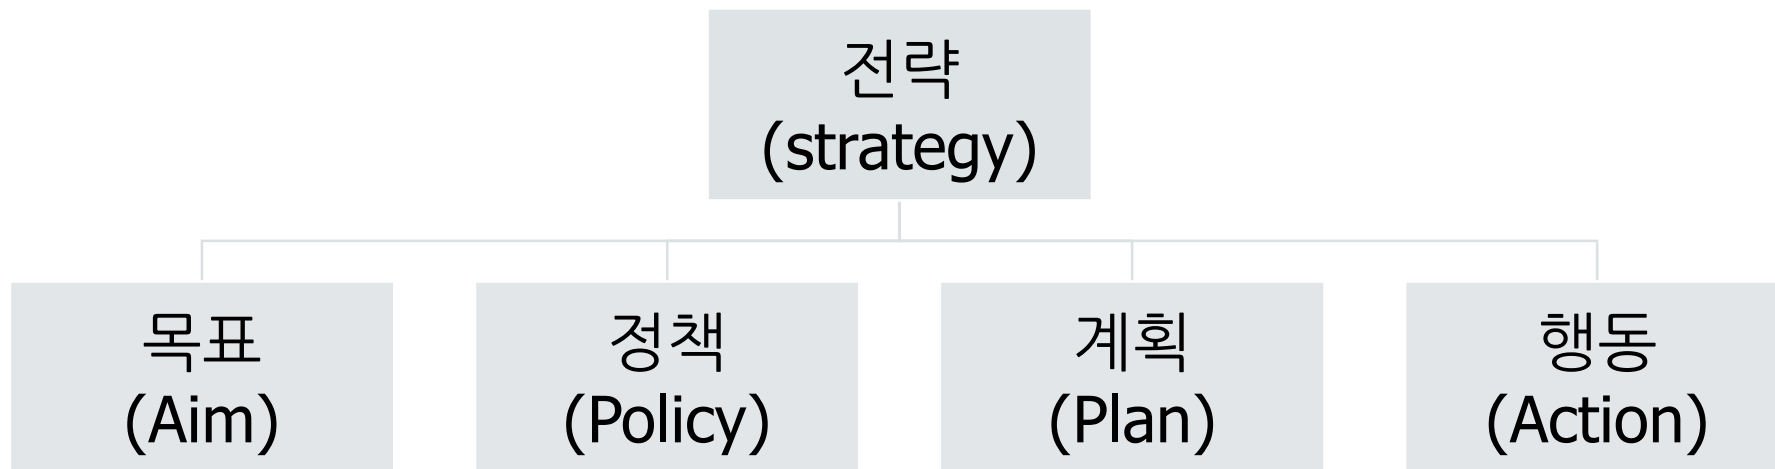 전략
(strategy)
목표
(Aim)
정책
(Policy)
계획
(Plan)
행동
(Action)